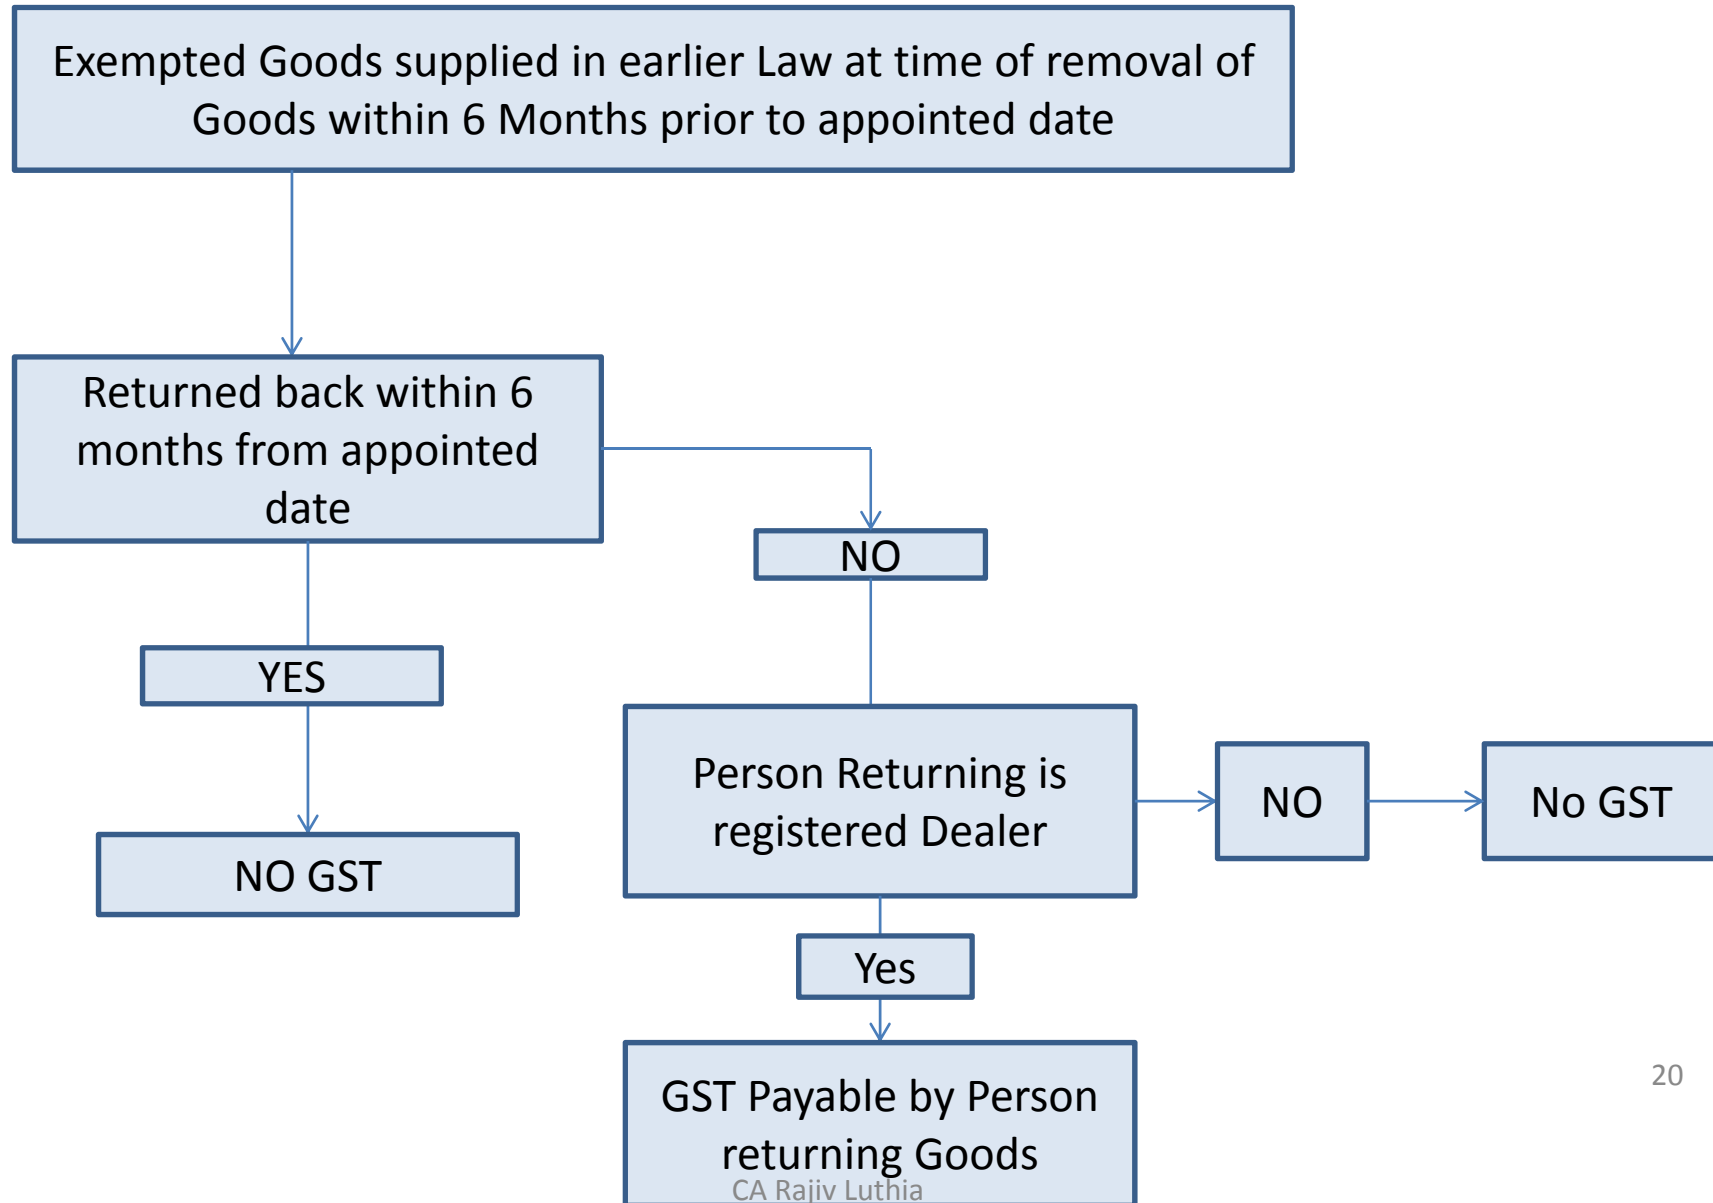 Exempted Goods supplied in earlier Law at time of removal of
Goods within 6 Months prior to appointed date
Returned back within 6
months from appointed
date
NO
YES
NO GST
Person Returning is
registered Dealer
NO
No GST
Yes
GST Payable by Person
returning Goods
CA Rajiv Luthia
20